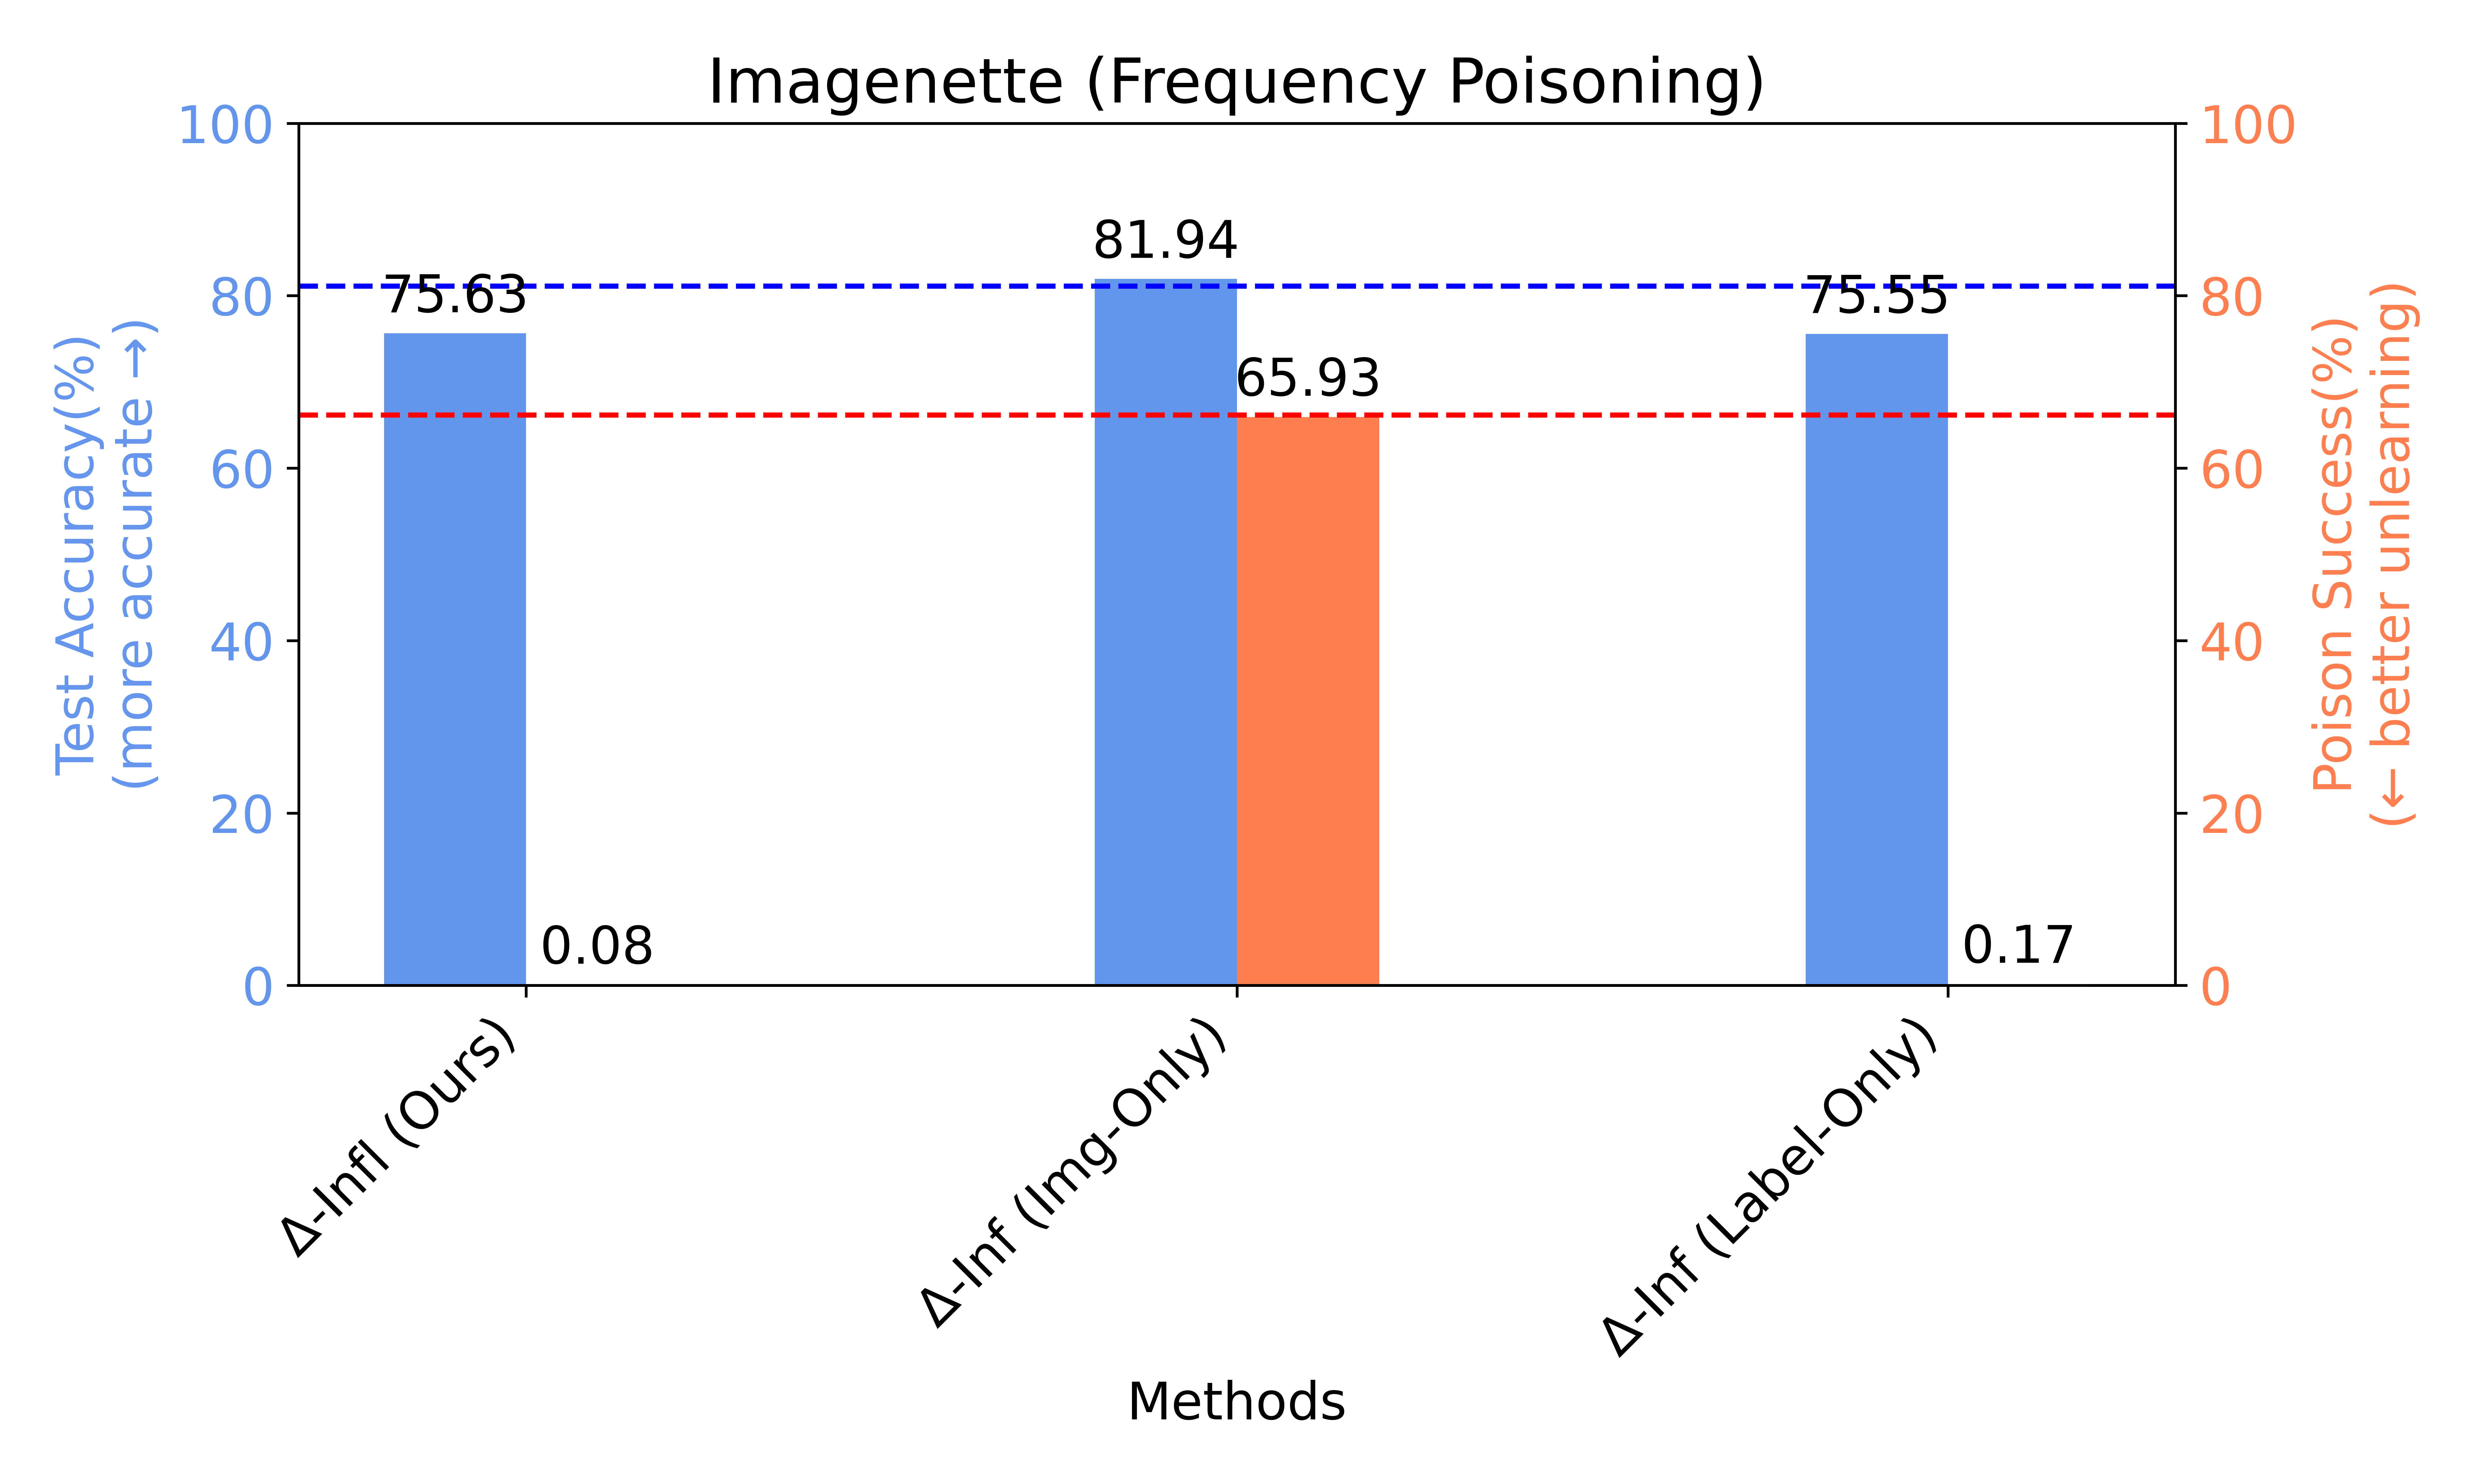 Imagenette (Frequency Poisoning)
100
80
60
40
20
0
Test Accuracy(%)
(more accurate →)
100
80
60
40
20
0
Poison Success(%)
(← better unlearning)
75.63
0.08
81.94
65.93
75.55
0.17
Δ-Infl (Ours)
Δ-Inf (Img-Only)
Δ-Inf (Label-Only)
Methods